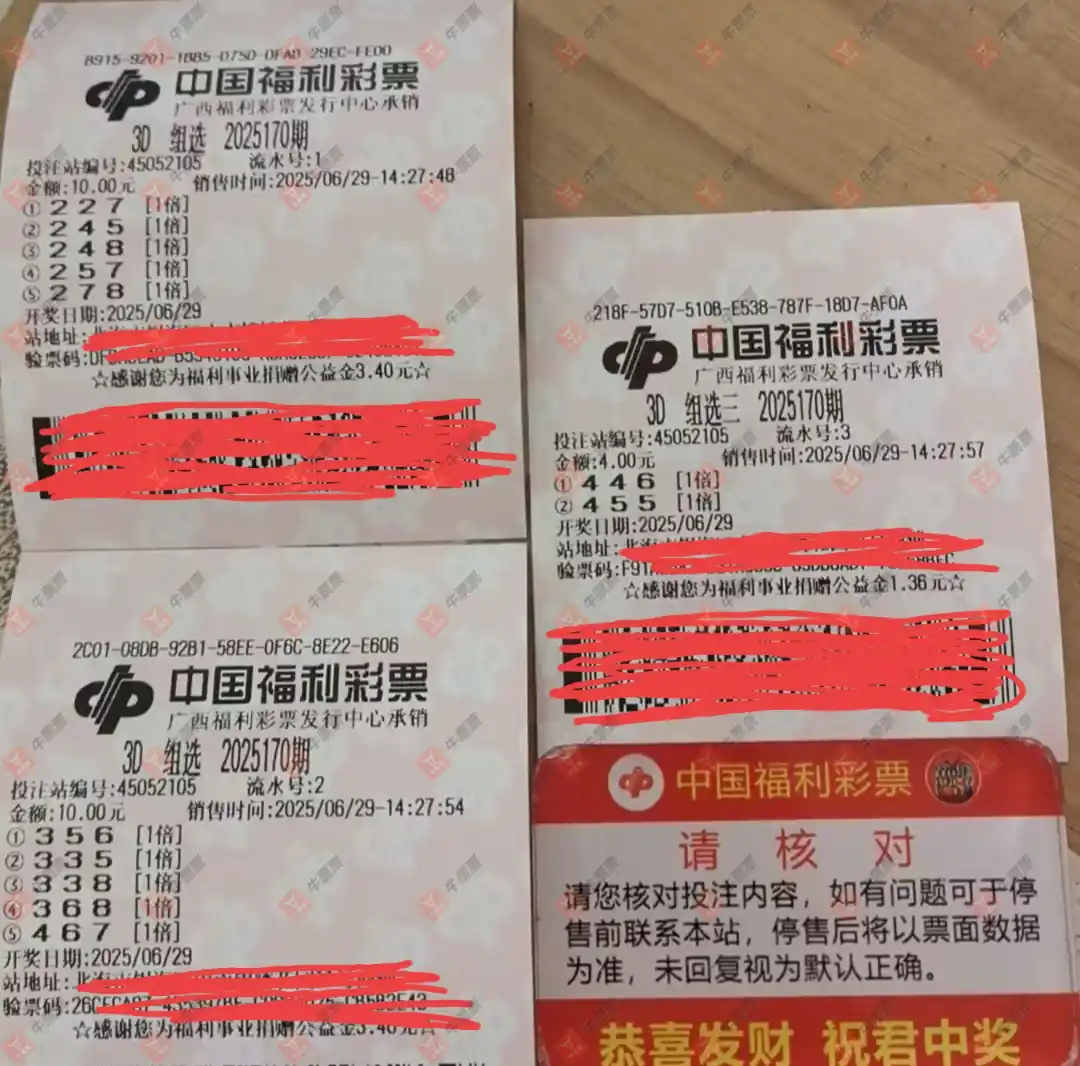 B915-9201-1B85-D75D-DFAD-29EC-FE00
中国福利彩票
广西福利彩票发行中心承销
3D 组选 2025170期
投注站编号:45052105 流水号:1
金额:10.00元 销售时间:2025/06/29-14:27:48
① 2 2 7 [1倍]
② 2 4 5 [1倍]
③ 2 4 8 [1倍]
④ 2 5 7 [1倍]
⑤ 2 7 8 [1倍]
开奖日期:2025/06/29
站地址:
验票码:
☆感谢您为福利事业捐赠公益金3.40元☆
2C01-08DB-92B1-58EE-0F6C-8E22-E606
中国福利彩票
广西福利彩票发行中心承销
3D 组选 2025170期
投注站编号:45052105 流水号:2
金额:10.00元 销售时间:2025/06/29-14:27:54
① 3 5 6 [1倍]
② 3 3 5 [1倍]
③ 3 3 8 [1倍]
④ 3 6 8 [1倍]
⑤ 4 6 7 [1倍]
开奖日期:2025/06/29
站地址:
验票码:
☆感谢您为福利事业捐赠公益金3.40元☆
218F-57D7-510B-E538-787F-18D7-AF0A
中国福利彩票
广西福利彩票发行中心承销
3D 组选三 2025170期
投注站编号:45052105 流水号:3
金额:4.00元 销售时间:2025/06/29-14:27:57
① 4 4 6 [1倍]
② 4 5 5 [1倍]
开奖日期:2025/06/29
站地址:
验票码:
☆感谢您为福利事业捐赠公益金1.36元☆
中国福利彩票
请 核 对
请您核对投注内容，如有问题可于停
售前联系本站，停售后将以票面数据
为准，未回复视为默认正确。
恭喜发财 祝君中奖